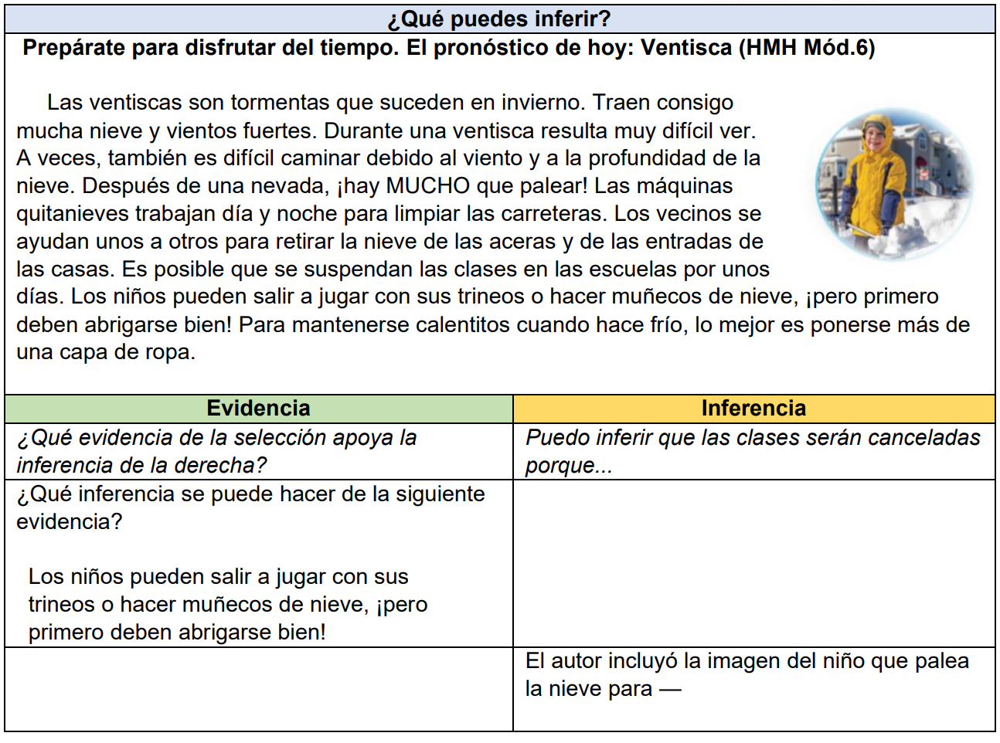 ¿Qué puedes inferir?
Prepárate para disfrutar del tiempo. El pronóstico de hoy: Ventisca (HMH Mód.6)
Las ventiscas son tormentas que suceden en invierno. Traen consigo
mucha nieve y vientos fuertes. Durante una ventisca resulta muy difícil ver.
A veces, también es difícil caminar debido al viento y a la profundidad de la
nieve. Después de una nevada, ¡hay MUCHO que palear! Las máquinas
quitanieves trabajan día y noche para limpiar las carreteras. Los vecinos se
ayudan unos a otros para retirar la nieve de las aceras y de las entradas de
las casas. Es posible que se suspendan las clases en las escuelas por unos
días. Los niños pueden salir a jugar con sus trineos o hacer muñecos de nieve, ¡pero primero
deben abrigarse bien! Para mantenerse calentitos cuando hace frío, lo mejor es ponerse más de
una capa de ropa.
Evidencia
Inferencia
¿Qué evidencia de la selección apoya la
inferencia de la derecha?
Puedo inferir que las clases serán canceladas
porque...
¿Qué inferencia se puede hacer de la siguiente
evidencia?
Los niños pueden salir a jugar con sus
trineos o hacer muñecos de nieve, ¡pero
primero deben abrigarse bien!
El autor incluyó la imagen del niño que palea
la nieve para —